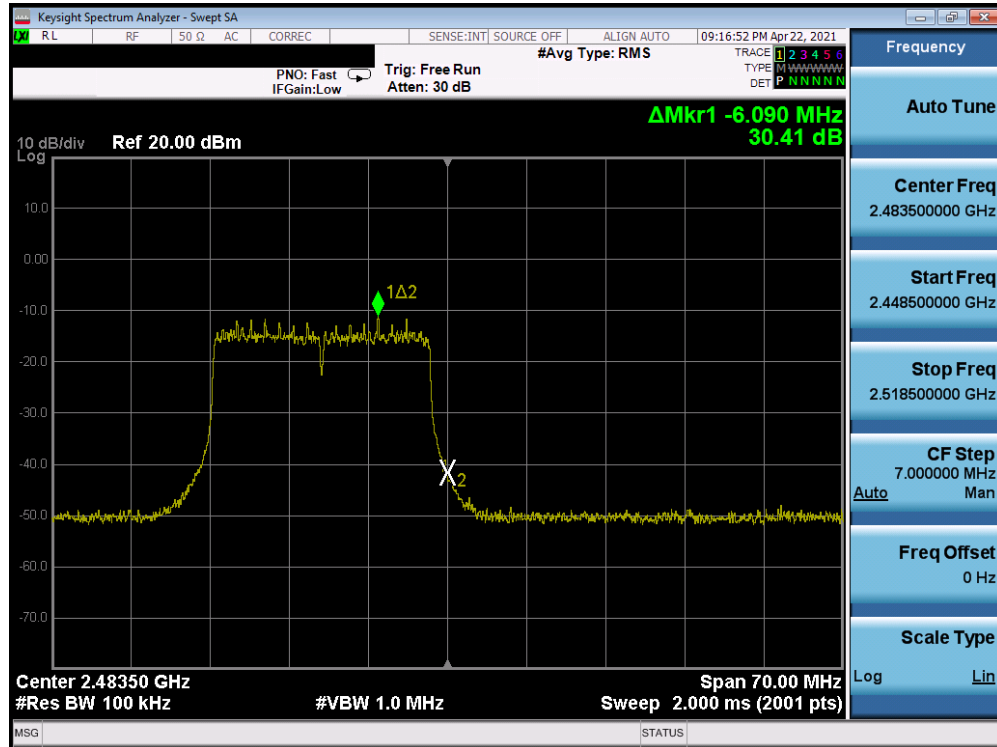 Keysight Spectrum Analyzer - Swept SA
LXI RL RF 50 Ω AC CORREC SENSE:INT SOURCE OFF ALIGN AUTO 09:16:52 PM Apr 22, 2021
#Avg Type: RMS
TRACE 1 2 3 4 5 6
PNO: Fast Trig: Free Run
TYPE M WWWWW
IFGain:Low Atten: 30 dB
DET P N N N N N
ΔMkr1 -6.090 MHz
30.41 dB
10 dB/div Ref 20.00 dBm
Log
10.0
0.00
-10.0
-20.0
-30.0
-40.0
-50.0
-60.0
-70.0
1Δ2
X2
Center 2.48350 GHz Span 70.00 MHz
#Res BW 100 kHz #VBW 1.0 MHz Sweep 2.000 ms (2001 pts)
MSG STATUS
Frequency
Auto Tune
Center Freq
2.483500000 GHz
Start Freq
2.448500000 GHz
Stop Freq
2.518500000 GHz
CF Step
7.000000 MHz
Auto Man
Freq Offset
0 Hz
Scale Type
Log Lin